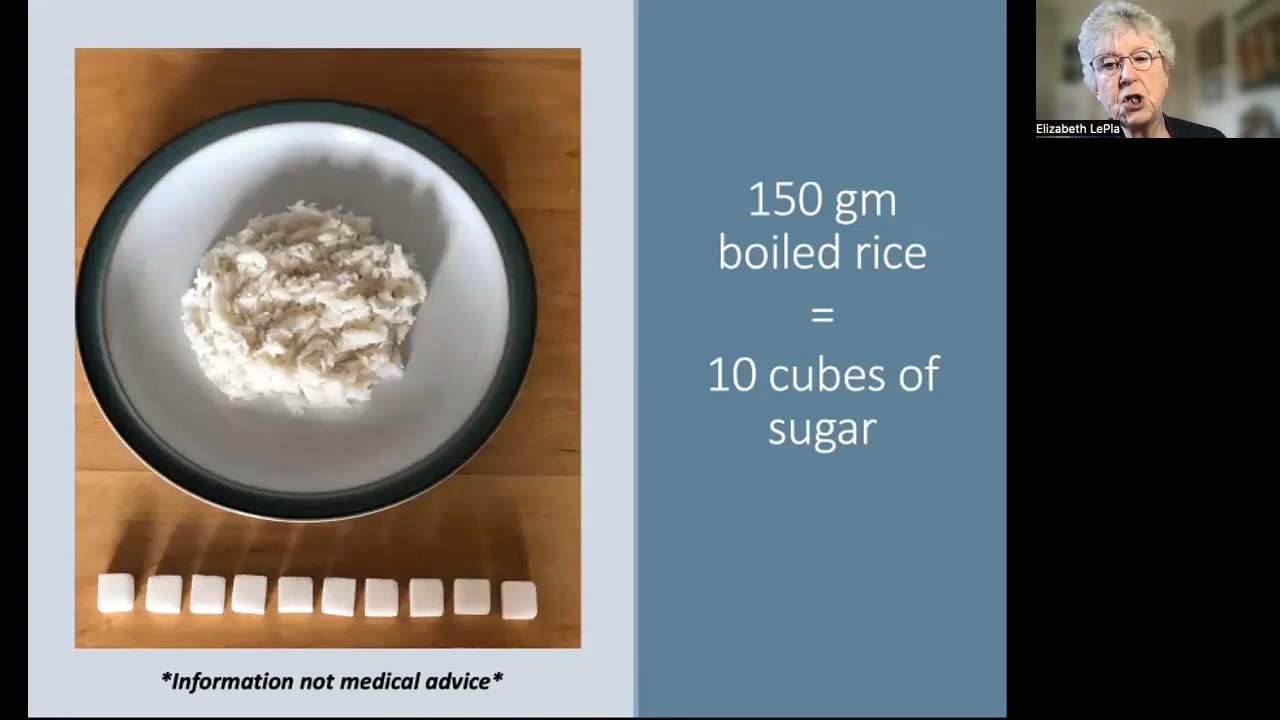 150 gm
boiled rice
=
10 cubes of
sugar
*Information not medical advice*
Elizabeth LePla